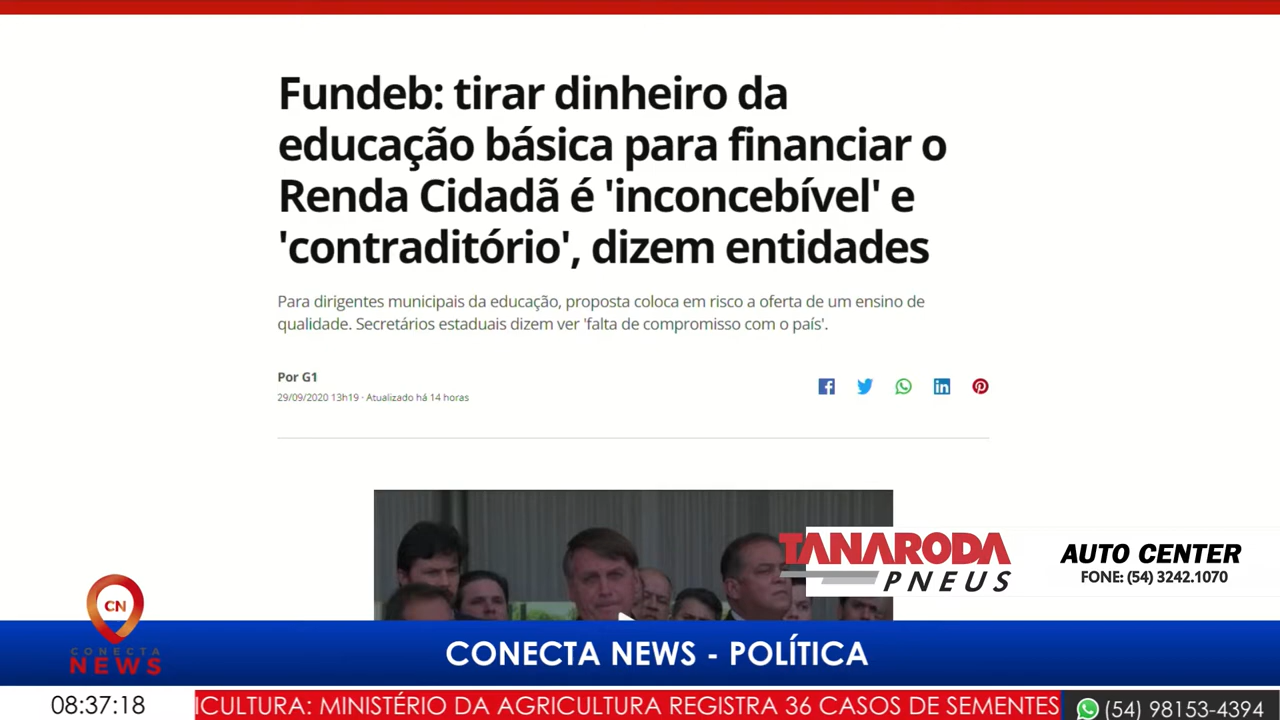 Fundeb: tirar dinheiro da
educação básica para financiar o
Renda Cidadã é 'inconcebível' e
'contraditório', dizem entidades
Para dirigentes municipais da educação, proposta coloca em risco a oferta de um ensino de
qualidade. Secretários estaduais dizem ver 'falta de compromisso com o país'.
Por G1
29/09/2020 13h19 · Atualizado há 14 horas
TANARODA
PNEUS
AUTO CENTER
FONE: (54) 3242.1070
CN
CONECTA
NEWS
CONECTA NEWS - POLÍTICA
08:37:18
ICULTURA: MINISTÉRIO DA AGRICULTURA REGISTRA 36 CASOS DE SEMENTES
(54) 98153-4394